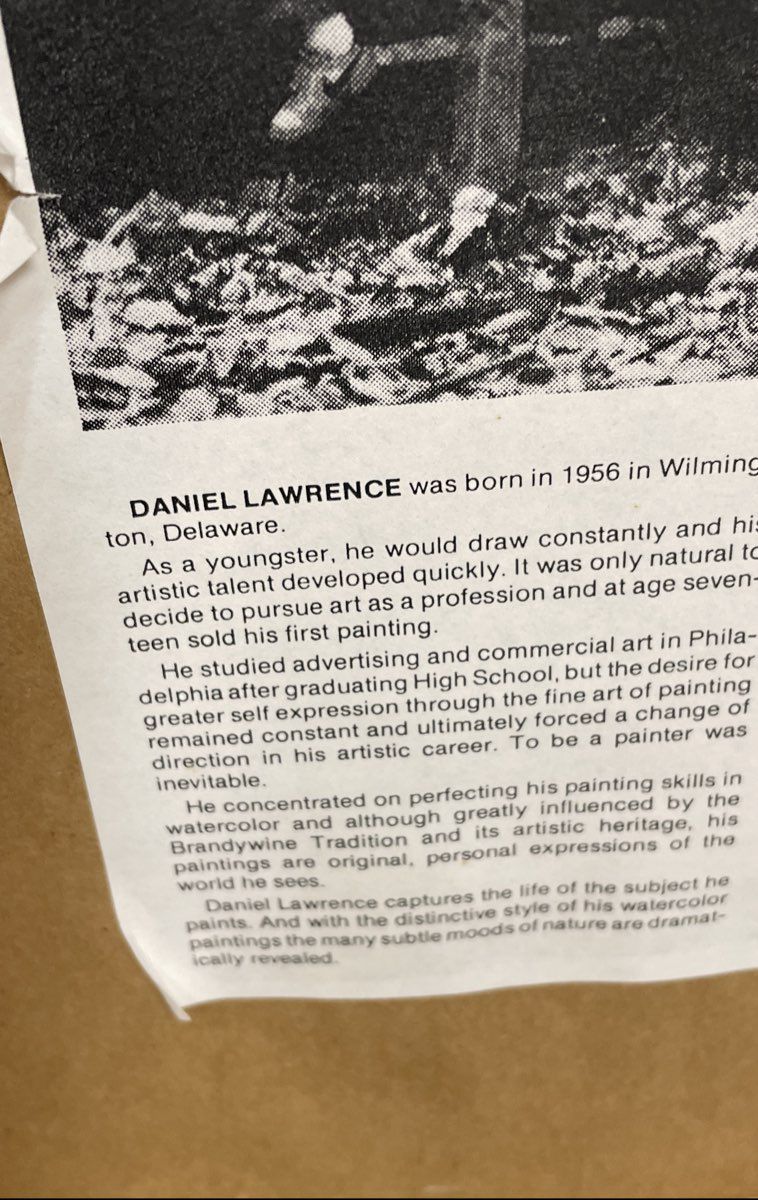 DANIEL LAWRENCE was born in 1956 in Wilming
ton, Delaware.
As a youngster, he would draw constantly and his
artistic talent developed quickly. It was only natural to
decide to pursue art as a profession and at age seven-
teen sold his first painting.
He studied advertising and commercial art in Phila-
delphia after graduating High School, but the desire for
greater self expression through the fine art of painting
remained constant and ultimately forced a change of
direction in his artistic career. To be a painter was
inevitable.
He concentrated on perfecting his painting skills in
watercolor and although greatly influenced by the
Brandywine Tradition and its artistic heritage, his
paintings are original, personal expressions of the
world he sees.
Daniel Lawrence captures the life of the subject he
paints. And with the distinctive style of his watercolor
paintings the many subtle moods of nature are dramat-
ically revealed.